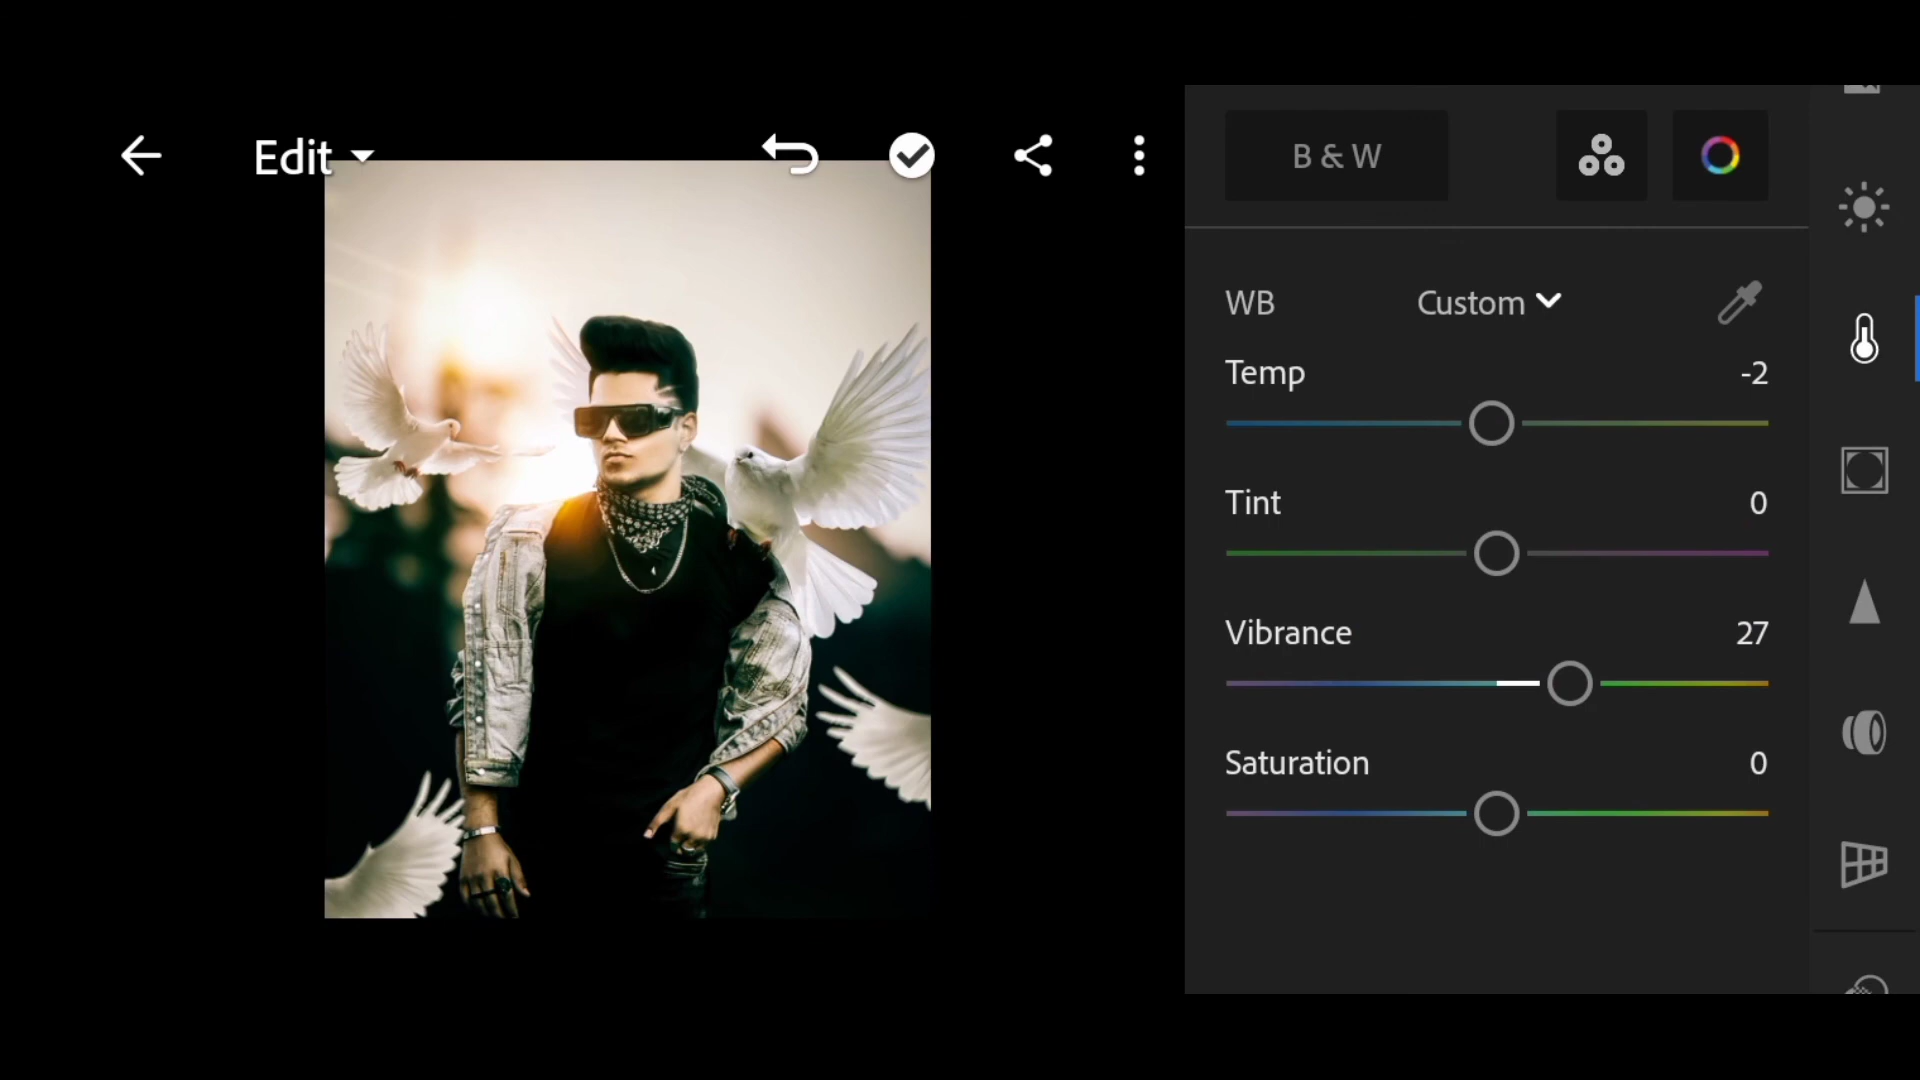 Edit
B & W
WB Custom
Temp -2
Tint 0
Vibrance 27
Saturation 0